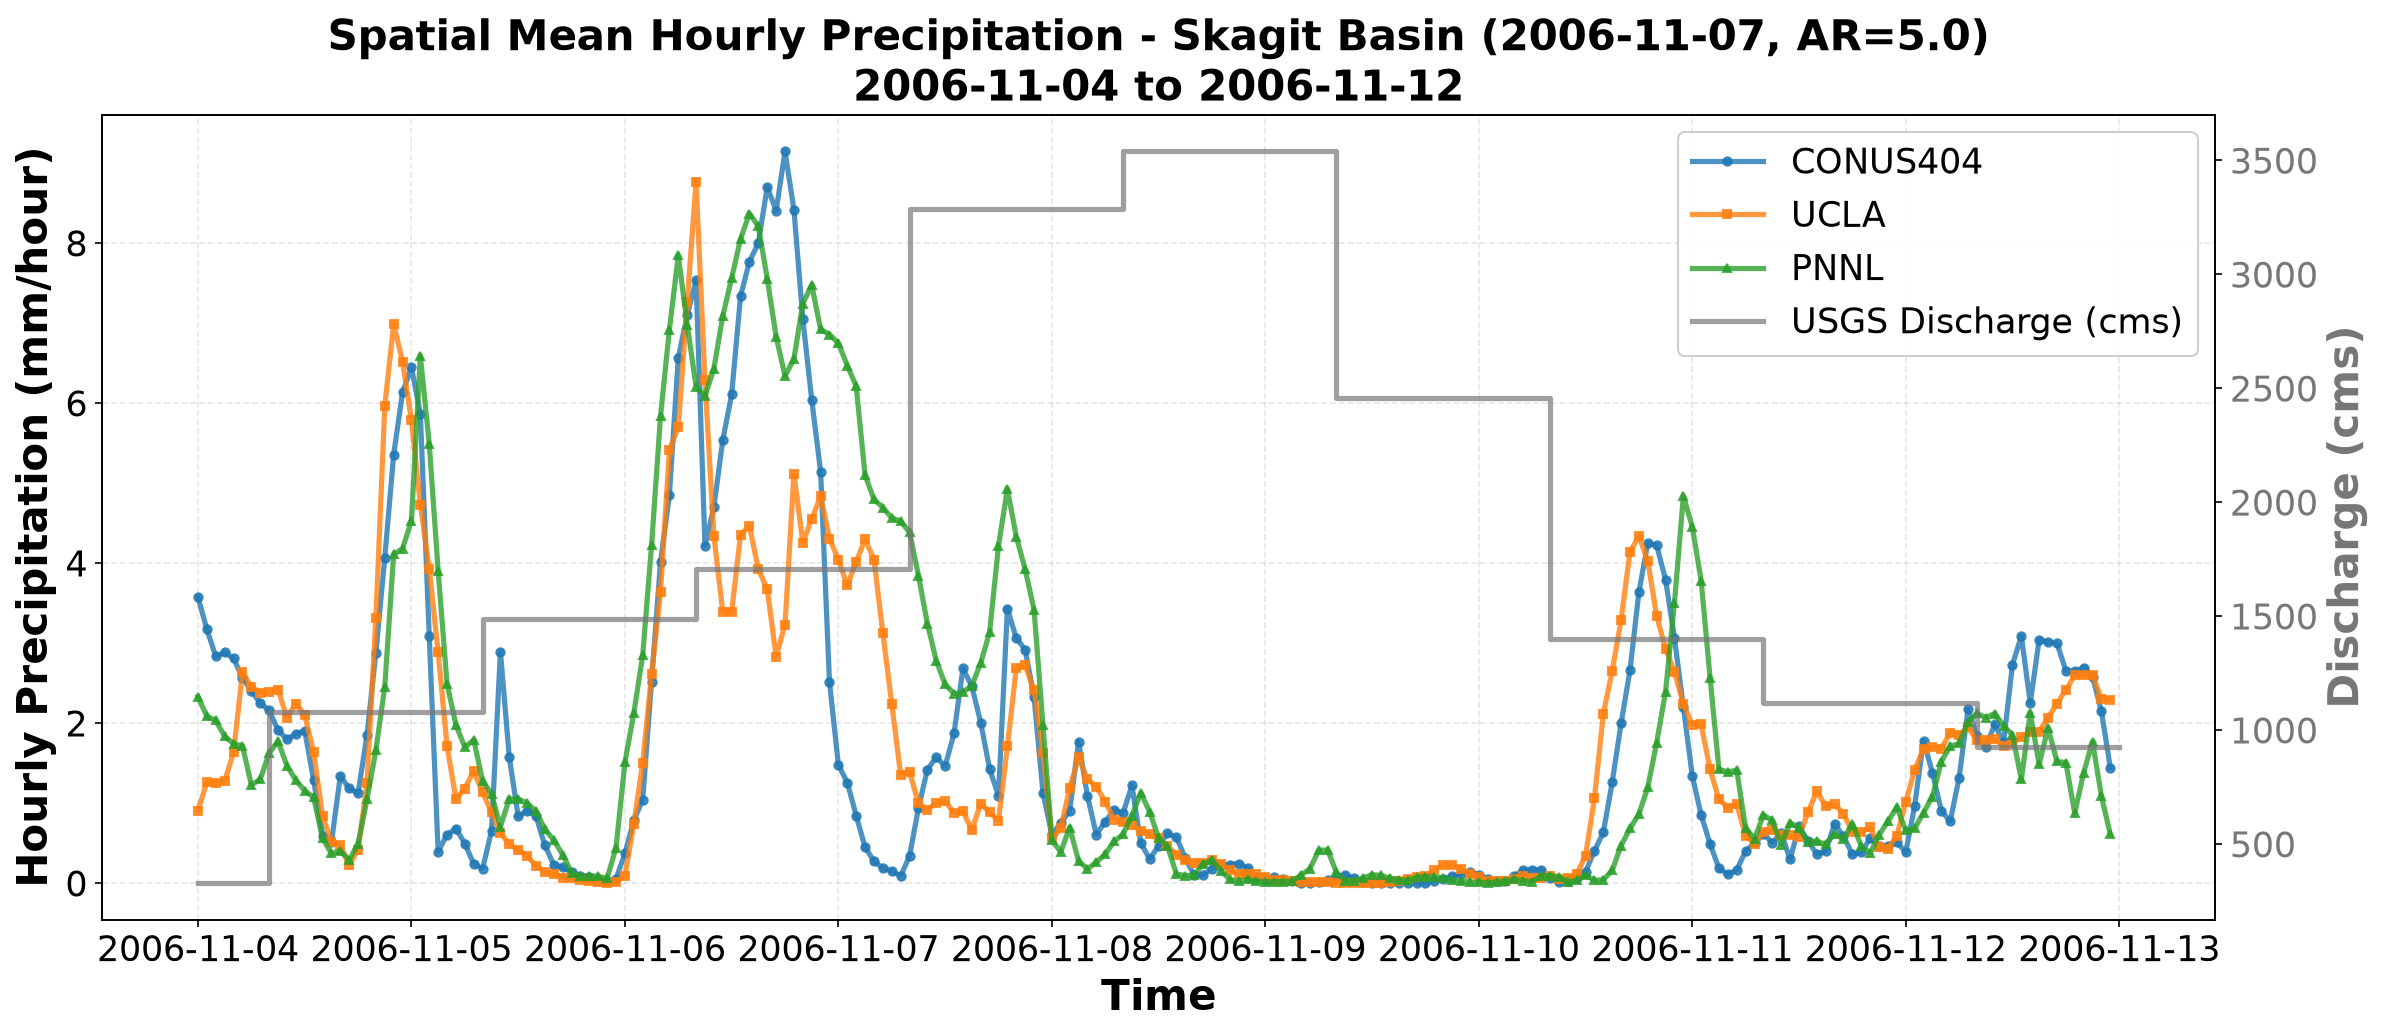 Spatial Mean Hourly Precipitation - Skagit Basin (2006-11-07, AR=5.0)
2006-11-04 to 2006-11-12
Hourly Precipitation (mm/hour)
8
6
4
2
0
CONUS404
UCLA
PNNL
USGS Discharge (cms)
3500
3000
2500
2000
1500
1000
500
Discharge (cms)
2006-11-04 2006-11-05 2006-11-06 2006-11-07 2006-11-08 2006-11-09 2006-11-10 2006-11-11 2006-11-12 2006-11-13
Time